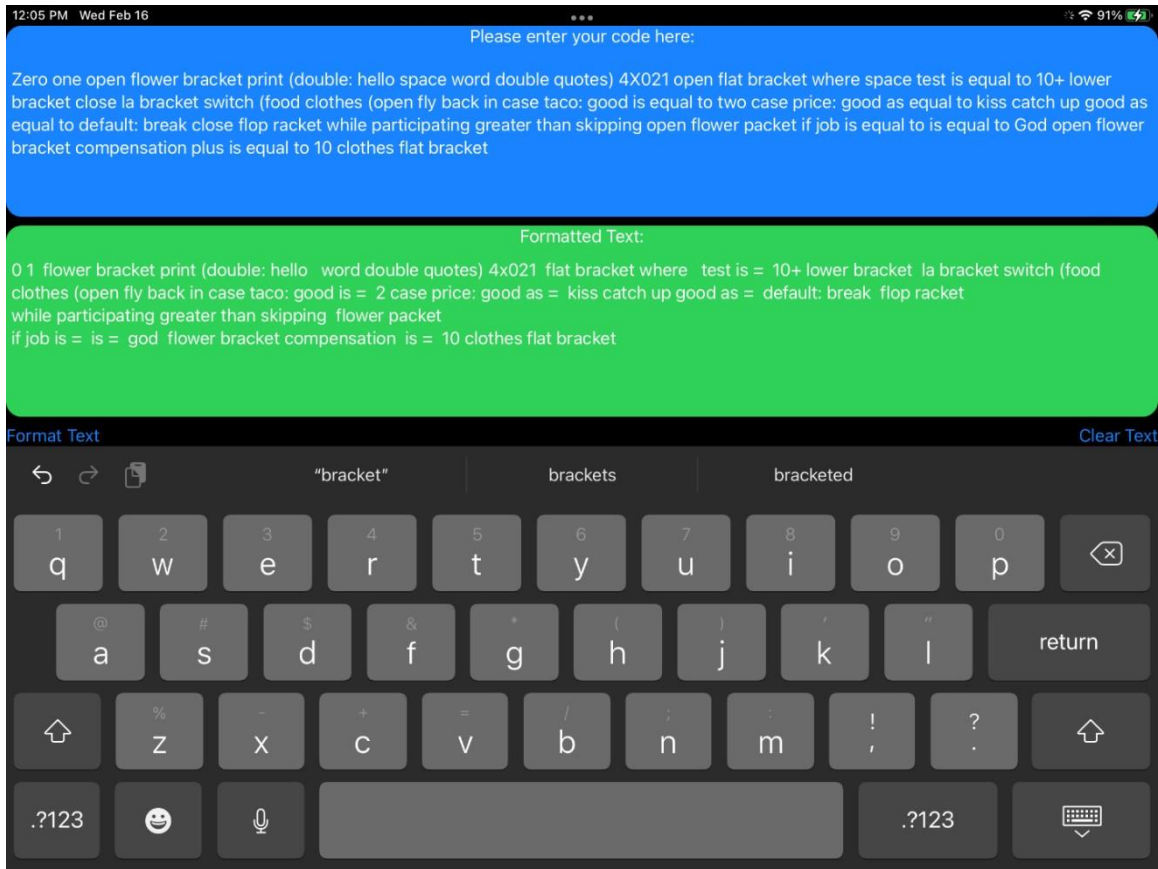 12:05 PM Wed Feb 16
91%
Please enter your code here:
Zero one open flower bracket print (double: hello space word double quotes) 4X021 open flat bracket where space test is equal to 10+ lower
bracket close la bracket switch (food clothes (open fly back in case taco: good is equal to two case price: good as equal to kiss catch up good as
equal to default: break close flop racket while participating greater than skipping open flower packet if job is equal to is equal to God open flower
bracket compensation plus is equal to 10 clothes flat bracket
Formatted Text:
0 1 flower bracket print (double: hello word double quotes) 4x021 flat bracket where test is = 10+ lower bracket la bracket switch (food
clothes (open fly back in case taco: good is = 2 case price: good as = kiss catch up good as = default: break flop racket
while participating greater than skipping flower packet
if job is = is = god flower bracket compensation is = 10 clothes flat bracket
Format Text Clear Text
"bracket" brackets bracketed
1 2 3 4 5 6 7 8 9 0
q w e r t y u i o p
@ # $ & * ( ) ' "
a s d f g h j k l return
% - + = / ; : ! ?
z x c v b n m , .
.?123 .?123